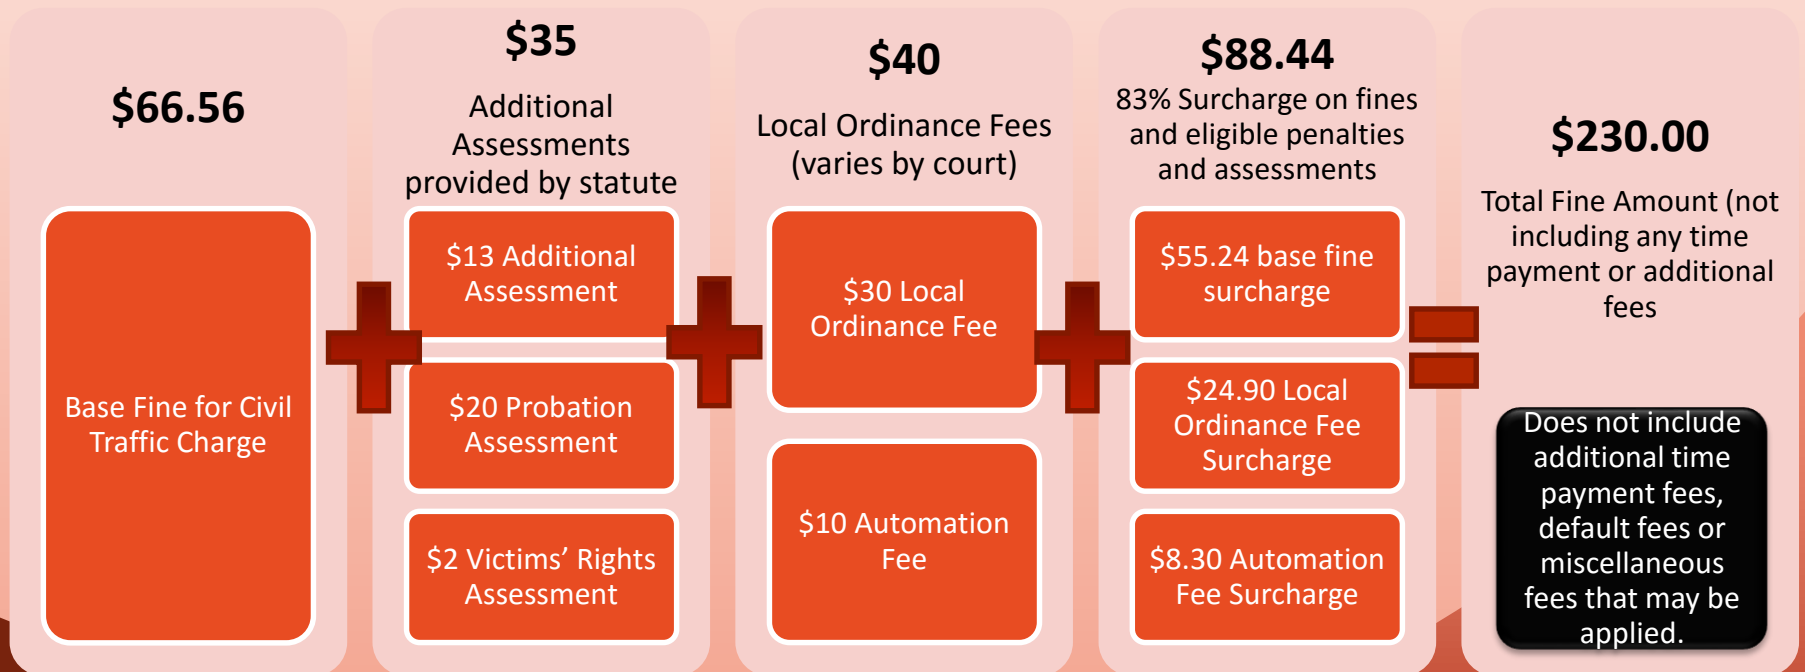 $66.56
Base Fine for Civil
Traffic Charge
$35
Additional
Assessments
provided by statute
$13 Additional
Assessment
$20 Probation
Assessment
$2 Victims’ Rights
Assessment
$40
Local Ordinance Fees
(varies by court)
$30 Local
Ordinance Fee
$10 Automation
Fee
$88.44
83% Surcharge on fines
and eligible penalties
and assessments
$55.24 base fine
surcharge
$24.90 Local
Ordinance Fee
Surcharge
$8.30 Automation
Fee Surcharge
$230.00
Total Fine Amount (not
including any time
payment or additional
fees
Does not include
additional time
payment fees,
default fees or
miscellaneous
fees that may be
applied.